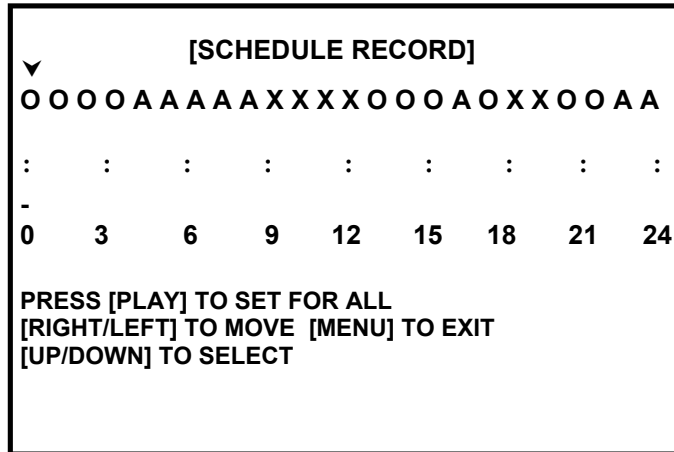 [SCHEDULE RECORD]
O O O O A A A A A X X X X O O O A O X X O O A A
: : : : : : : : :
-
0 3 6 9 12 15 18 21 24
PRESS [PLAY] TO SET FOR ALL
[RIGHT/LEFT] TO MOVE [MENU] TO EXIT
[UP/DOWN] TO SELECT